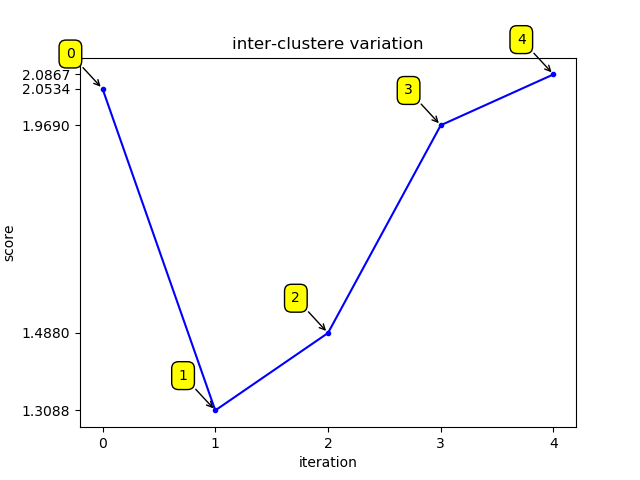 inter-clustere variation
0
4
2.0867
2.0534
3
1.9690
score
2
1.4880
1
1.3088
0 1 2 3 4
iteration